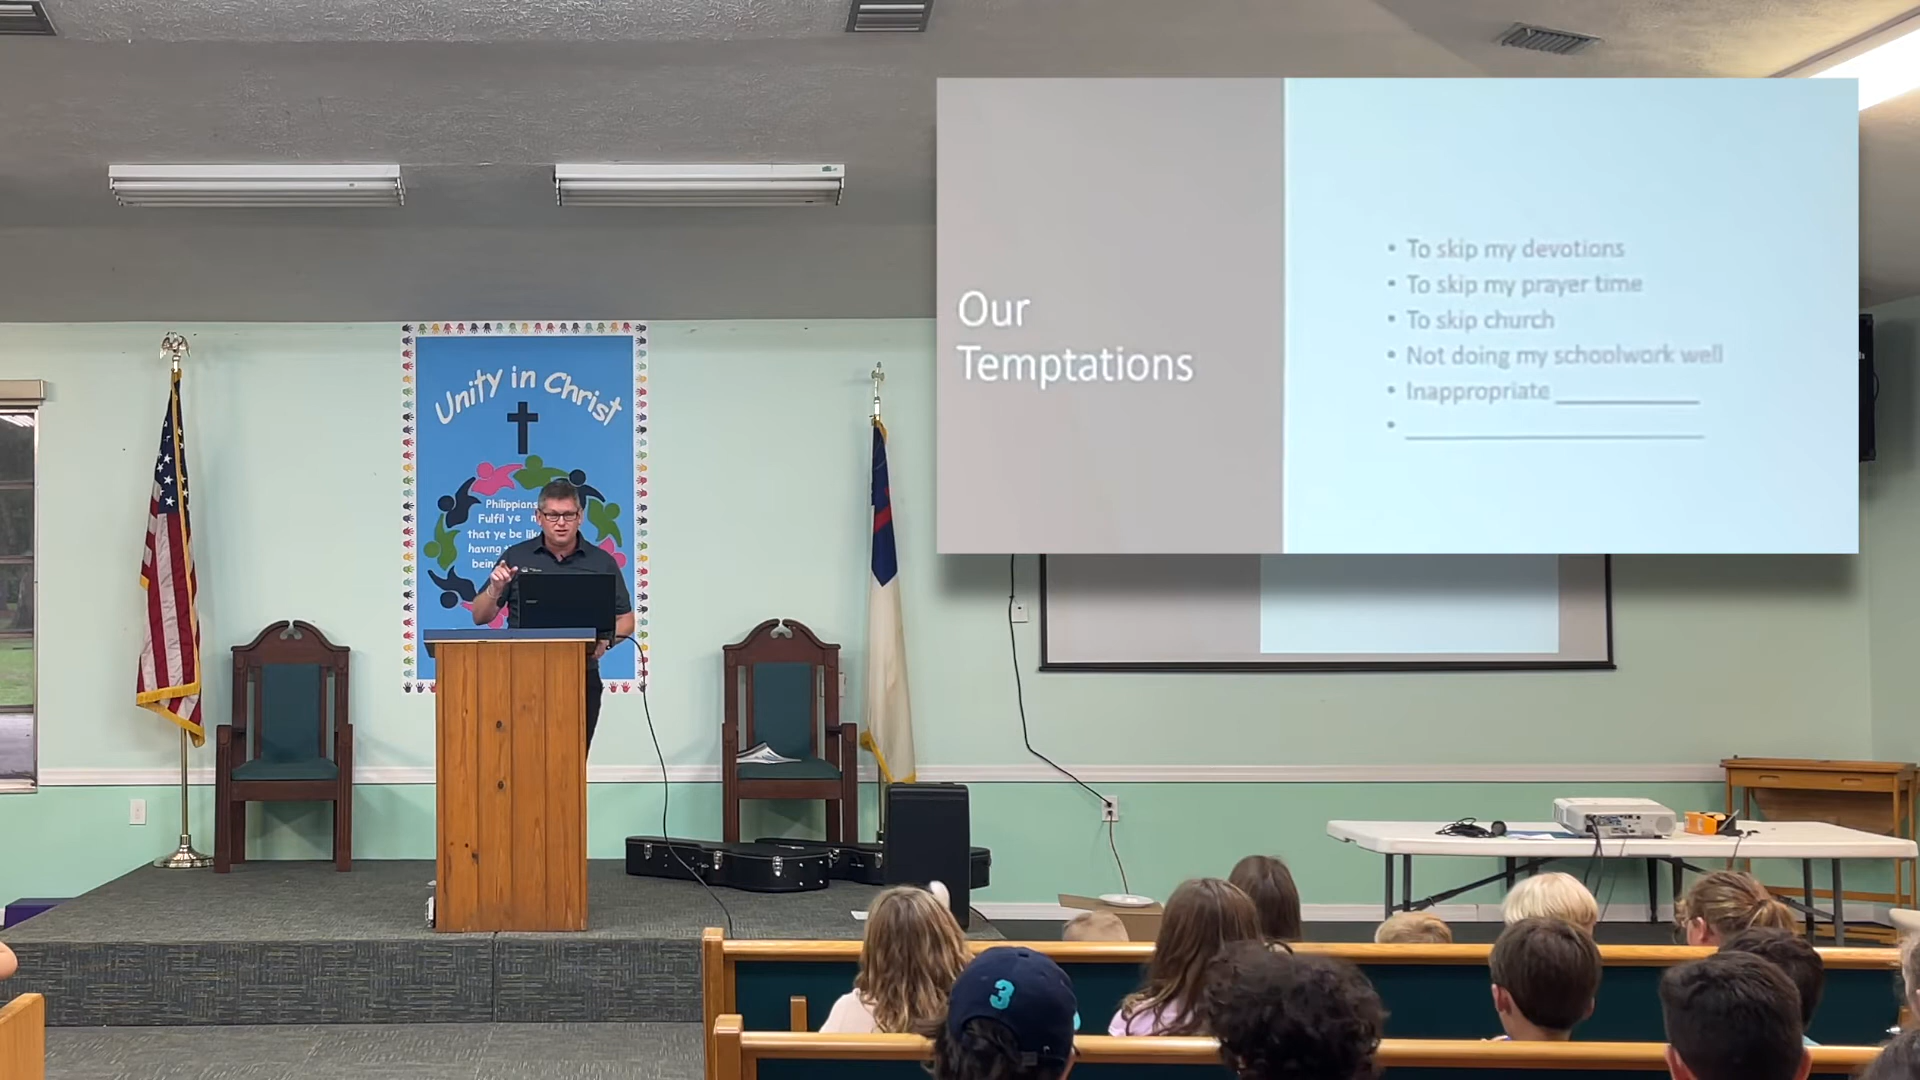 Our
Temptations
• To skip my devotions
• To skip my prayer time
• To skip church
• Not doing my schoolwork well
• Inappropriate ____________
• ________________________
Unity in Christ
Philippians
Fulfil ye
that ye be
having
3